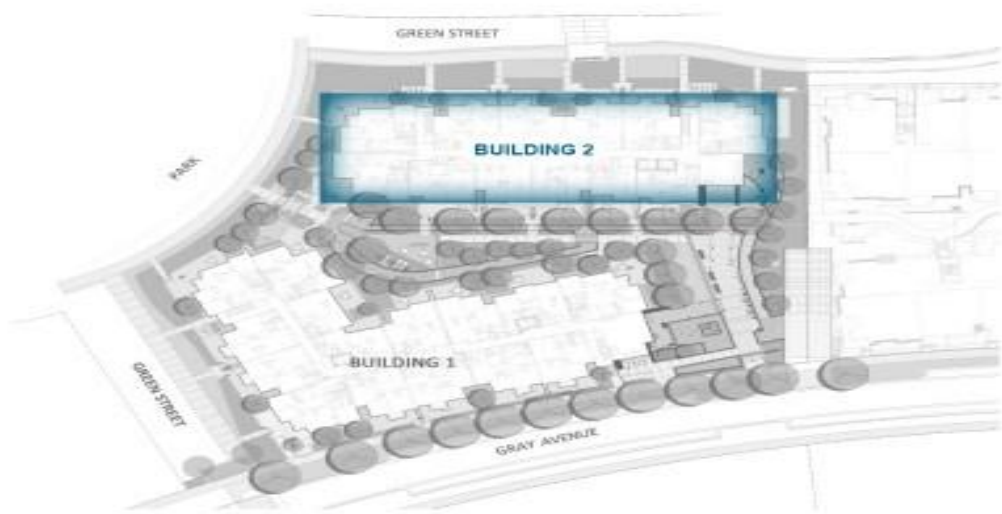 GREEN STREET
BUILDING 2
PARK
BUILDING 1
GREEN STREET
GRAY AVENUE